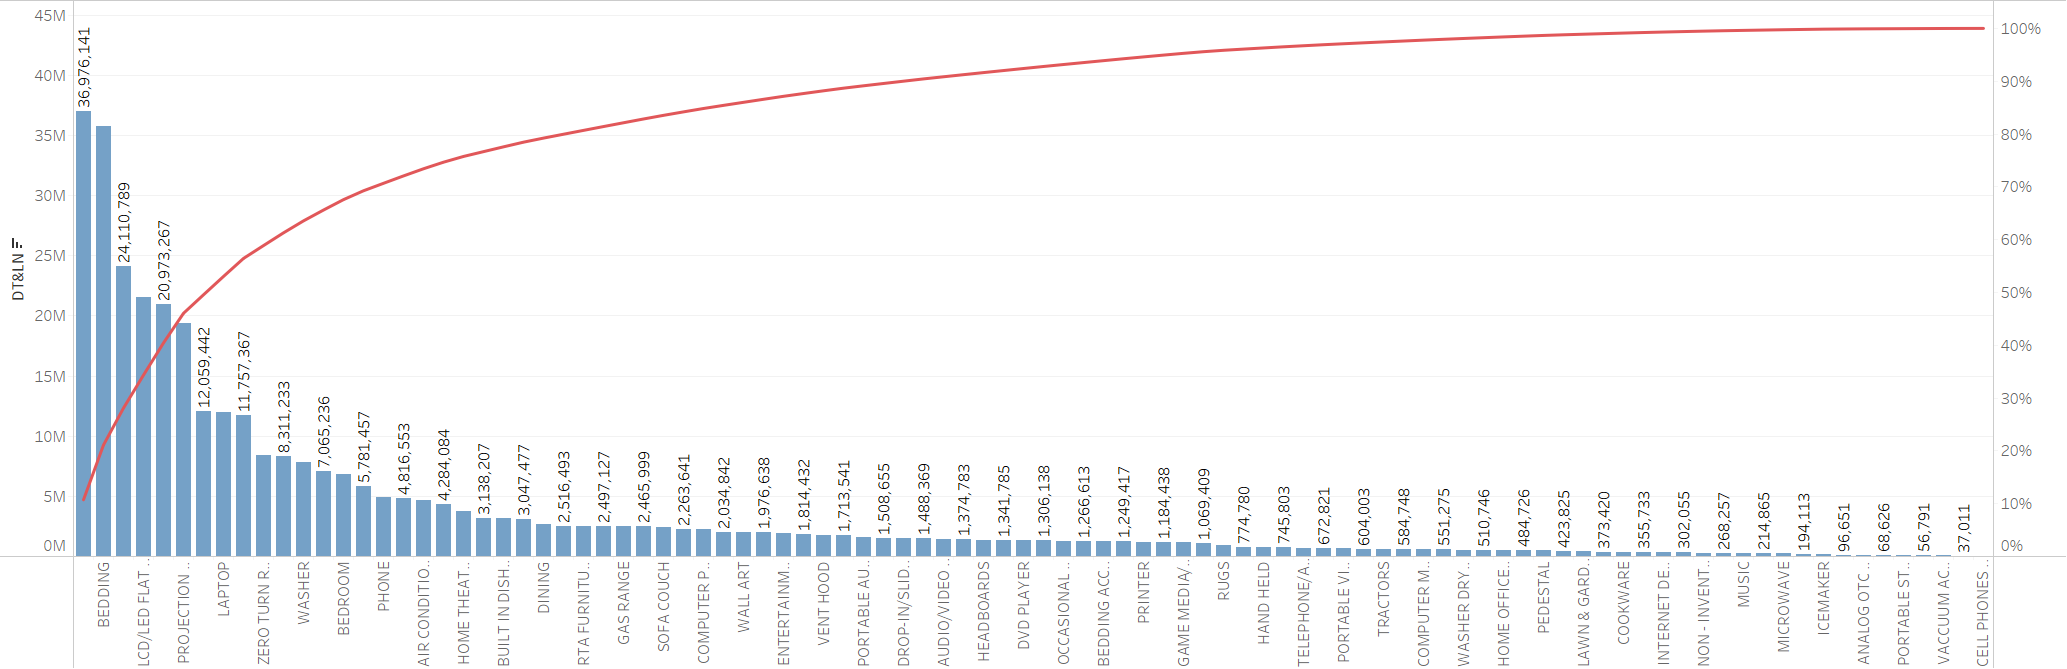 45M
40M
35M
30M
25M
20M
15M
10M
5M
0M
DT&LN
100%
90%
80%
70%
60%
50%
40%
30%
20%
10%
0%
36,976,141
24,110,789
20,973,267
12,059,442
11,757,367
8,311,233
7,065,236
5,781,457
4,816,553
4,284,084
3,138,207
3,047,477
2,516,493
2,497,127
2,465,999
2,263,641
2,034,842
1,976,638
1,814,432
1,713,541
1,508,655
1,488,369
1,374,783
1,341,785
1,306,138
1,266,613
1,249,417
1,184,438
1,069,409
774,780
745,803
672,821
604,003
584,748
551,275
510,746
484,726
423,825
373,420
355,733
302,055
268,257
214,865
194,113
96,651
68,626
56,791
37,011
BEDDING
LCD/LED FLAT ..
PROJECTION ..
LAPTOP
ZERO TURN R..
WASHER
BEDROOM
PHONE
AIR CONDITIO..
HOME THEAT..
BUILT IN DISH..
DINING
RTA FURNITU..
GAS RANGE
SOFA COUCH
COMPUTER P..
WALL ART
ENTERTAINM..
VENT HOOD
PORTABLE AU..
DROP-IN/SLID..
AUDIO/VIDEO ..
HEADBOARDS
DVD PLAYER
OCCASIONAL ..
BEDDING ACC..
PRINTER
GAME MEDIA/..
RUGS
HAND HELD
TELEPHONE/A..
PORTABLE VI..
TRACTORS
COMPUTER M..
WASHER DRY..
HOME OFFICE..
PEDESTAL
LAWN & GARD..
COOKWARE
INTERNET DE..
NON - INVENT..
MUSIC
MICROWAVE
ICEMAKER
ANALOG OTC ..
PORTABLE ST..
VACCUUM AC..
CELL PHONES..